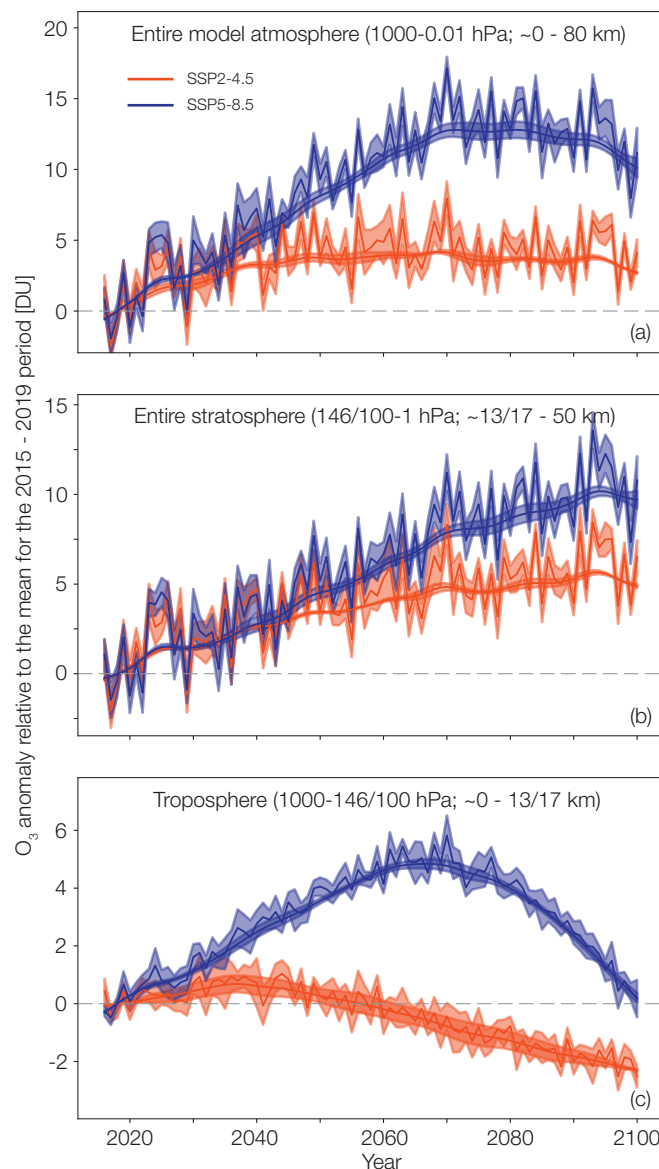 Entire model atmosphere (1000-0.01 hPa; ~0 - 80 km)
SSP2-4.5
SSP5-8.5
20
15
10
5
0
(a)
Entire stratosphere (146/100-1 hPa; ~13/17 - 50 km)
15
10
5
0
(b)
O₃ anomaly relative to the mean for the 2015 - 2019 period [DU]
Troposphere (1000-146/100 hPa; ~0 - 13/17 km)
6
4
2
0
-2
(c)
2020 2040 2060 2080 2100
Year